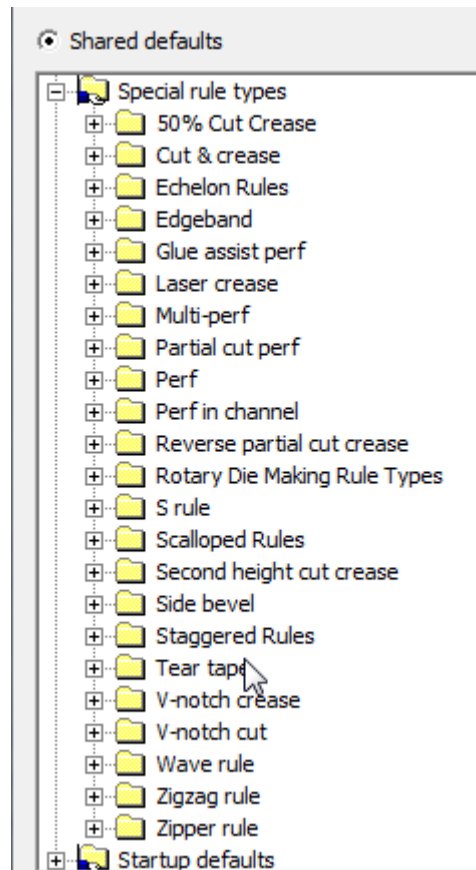 Shared defaults
Special rule types
50% Cut Crease
Cut & crease
Echelon Rules
Edgeband
Glue assist perf
Laser crease
Multi-perf
Partial cut perf
Perf
Perf in channel
Reverse partial cut crease
Rotary Die Making Rule Types
S rule
Scalloped Rules
Second height cut crease
Side bevel
Staggered Rules
Tear tape
V-notch crease
V-notch cut
Wave rule
Zigzag rule
Zipper rule
Startup defaults